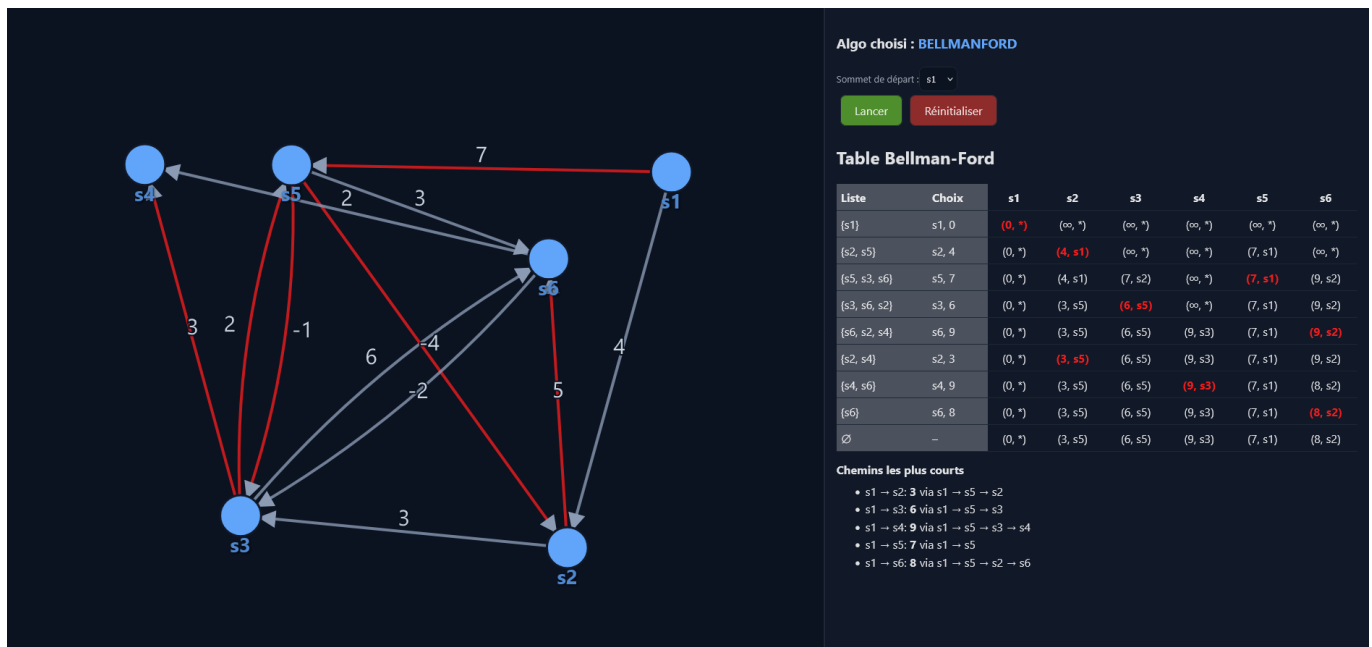 Algo choisi : BELLMANFORD
Sommet de départ : s1
Lancer Réinitialiser
Table Bellman-Ford
Liste Choix s1 s2 s3 s4 s5 s6
{s1} s1, 0 (0, *) (∞, *) (∞, *) (∞, *) (∞, *) (∞, *)
{s2, s5} s2, 4 (0, *) (4, s1) (∞, *) (∞, *) (7, s1) (∞, *)
{s5, s3, s6} s5, 7 (0, *) (4, s1) (7, s2) (∞, *) (7, s1) (9, s2)
{s3, s6, s2} s3, 6 (0, *) (3, s5) (6, s5) (∞, *) (7, s1) (9, s2)
{s6, s2, s4} s6, 9 (0, *) (3, s5) (6, s5) (9, s3) (7, s1) (9, s2)
{s2, s4} s2, 3 (0, *) (3, s5) (6, s5) (9, s3) (7, s1) (9, s2)
{s4, s6} s4, 9 (0, *) (3, s5) (6, s5) (9, s3) (7, s1) (8, s2)
{s6} s6, 8 (0, *) (3, s5) (6, s5) (9, s3) (7, s1) (8, s2)
∅ – (0, *) (3, s5) (6, s5) (9, s3) (7, s1) (8, s2)
Chemins les plus courts
• s1 → s2: 3 via s1 → s5 → s2
• s1 → s3: 6 via s1 → s5 → s3
• s1 → s4: 9 via s1 → s5 → s3 → s4
• s1 → s5: 7 via s1 → s5
• s1 → s6: 8 via s1 → s5 → s2 → s6
7
s4
s5
2
3
s1
s6
3
2
-1
6
-4
4
-2
5
3
s3
s2